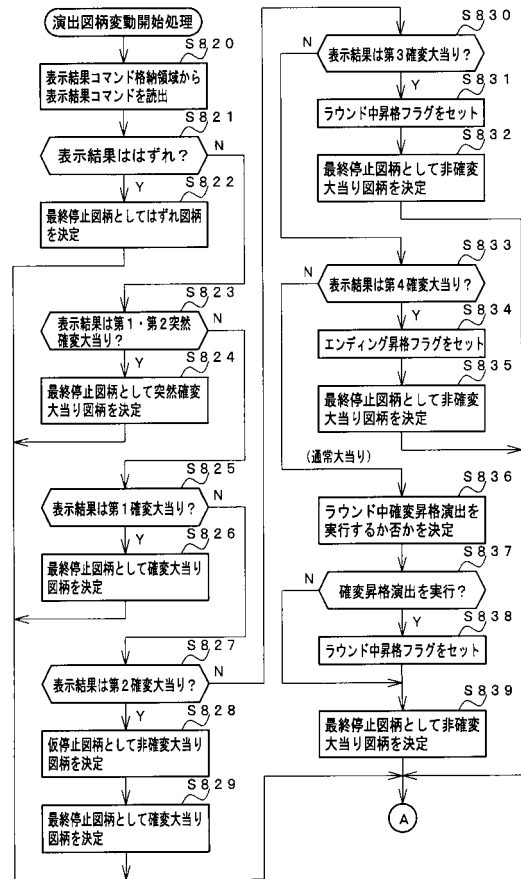 演出図柄変動開始処理
S820
表示結果コマンド格納領域から
表示結果コマンドを読出
S821
表示結果ははずれ？
N
Y
S822
最終停止図柄としてはずれ図柄
を決定
S823
表示結果は第1・第2突然
確変大当り？
N
Y
S824
最終停止図柄として突然確変
大当り図柄を決定
S825
表示結果は第1確変大当り？
N
Y
S826
最終停止図柄として確変大当り
図柄を決定
S827
表示結果は第2確変大当り？
N
Y
S828
仮停止図柄として非確変大当り
図柄を決定
S829
最終停止図柄として確変大当り
図柄を決定
S830
N
表示結果は第3確変大当り？
Y
S831
ラウンド中昇格フラグをセット
S832
最終停止図柄として非確変
大当り図柄を決定
S833
N
表示結果は第4確変大当り？
Y
S834
エンディング昇格フラグをセット
S835
最終停止図柄として非確変
大当り図柄を決定
(通常大当り)
S836
ラウンド中確変昇格演出を
実行するか否かを決定
S837
N
確変昇格演出を実行？
Y
S838
ラウンド中昇格フラグをセット
S839
最終停止図柄として非確変
大当り図柄を決定
A